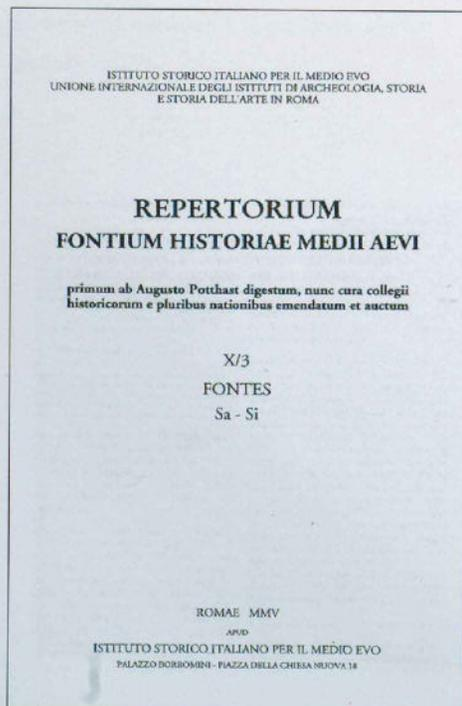 ISTITUTO STORICO ITALIANO PER IL MEDIO EVO
UNIONE INTERNAZIONALE DEGLI ISTITUTI DI ARCHEOLOGIA, STORIA
E STORIA DELL'ARTE IN ROMA
REPERTORIUM
FONTIUM HISTORIAE MEDII AEVI
primum ab Augusto Potthast digestum, nunc cura collegii
historicorum e pluribus nationibus emendatum et auctum
X/3
FONTES
Sa - Si
ROMAE MMV
APUD
ISTITUTO STORICO ITALIANO PER IL MEDIO EVO
PALAZZO BORROMINI - PIAZZA DELLA CHIESA NUOVA 18